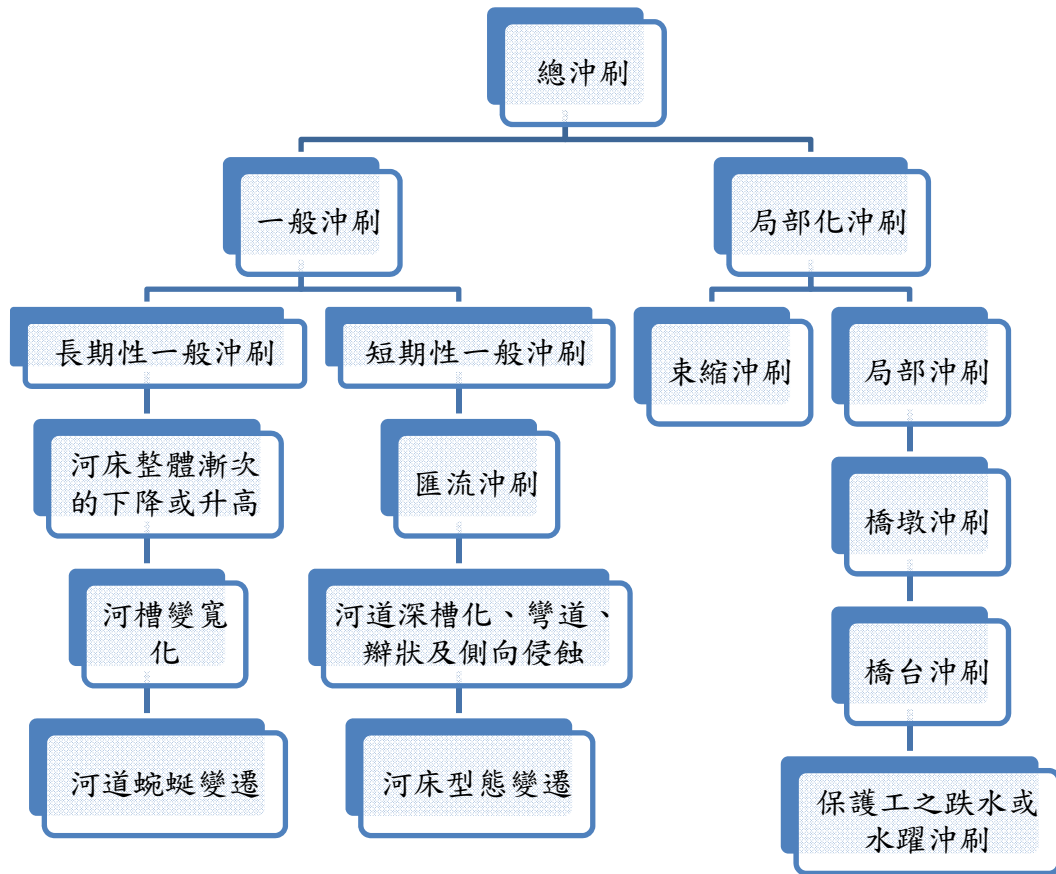 總沖刷
一般沖刷
局部化沖刷
長期性一般沖刷
短期性一般沖刷
束縮沖刷
局部沖刷
河床整體漸次
的下降或升高
匯流沖刷
橋墩沖刷
河槽變寬
化
河道深槽化、彎道、
辮狀及側向侵蝕
橋台沖刷
河道蜿蜒變遷
河床型態變遷
保護工之跌水或
水躍沖刷